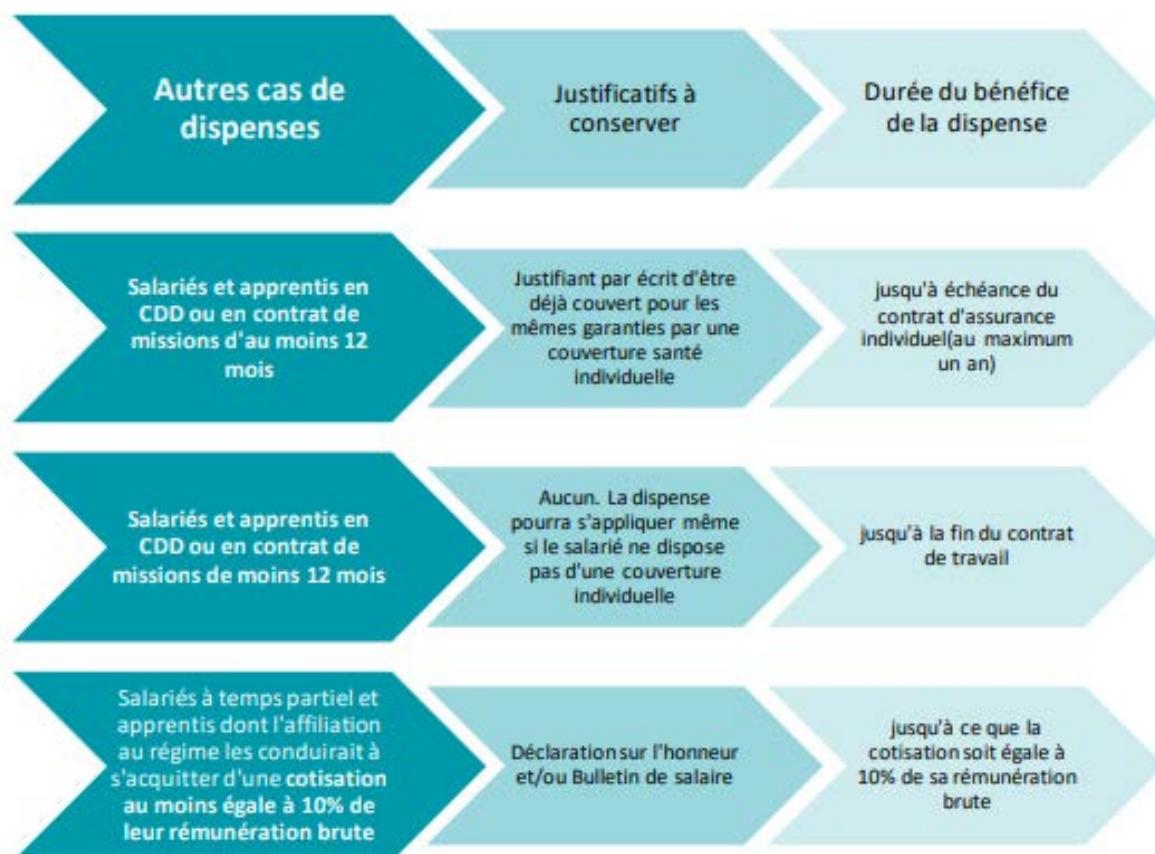 Autres cas de
dispenses
Justificatifs à
conserver
Durée du bénéfice
de la dispense
Salariés et apprentis en
CDD ou en contrat de
missions d'au moins 12
mois
Justifiant par écrit d'être
déjà couvert pour les
mêmes garanties par une
couverture santé
individuelle
jusqu'à échéance du
contrat d'assurance
individuel(au maximum
un an)
Salariés et apprentis en
CDD ou en contrat de
missions de moins 12 mois
Aucun. La dispense
pourra s'appliquer même
si le salarié ne dispose
pas d'une couverture
individuelle
jusqu'à la fin du contrat
de travail
Salariés à temps partiel et
apprentis dont l'affiliation
au régime les conduirait à
s'acquitter d'une cotisation
au moins égale à 10% de
leur rémunération brute
Déclaration sur l'honneur
et/ou Bulletin de salaire
jusqu'à ce que la
cotisation soit égale à
10% de sa rémunération
brute